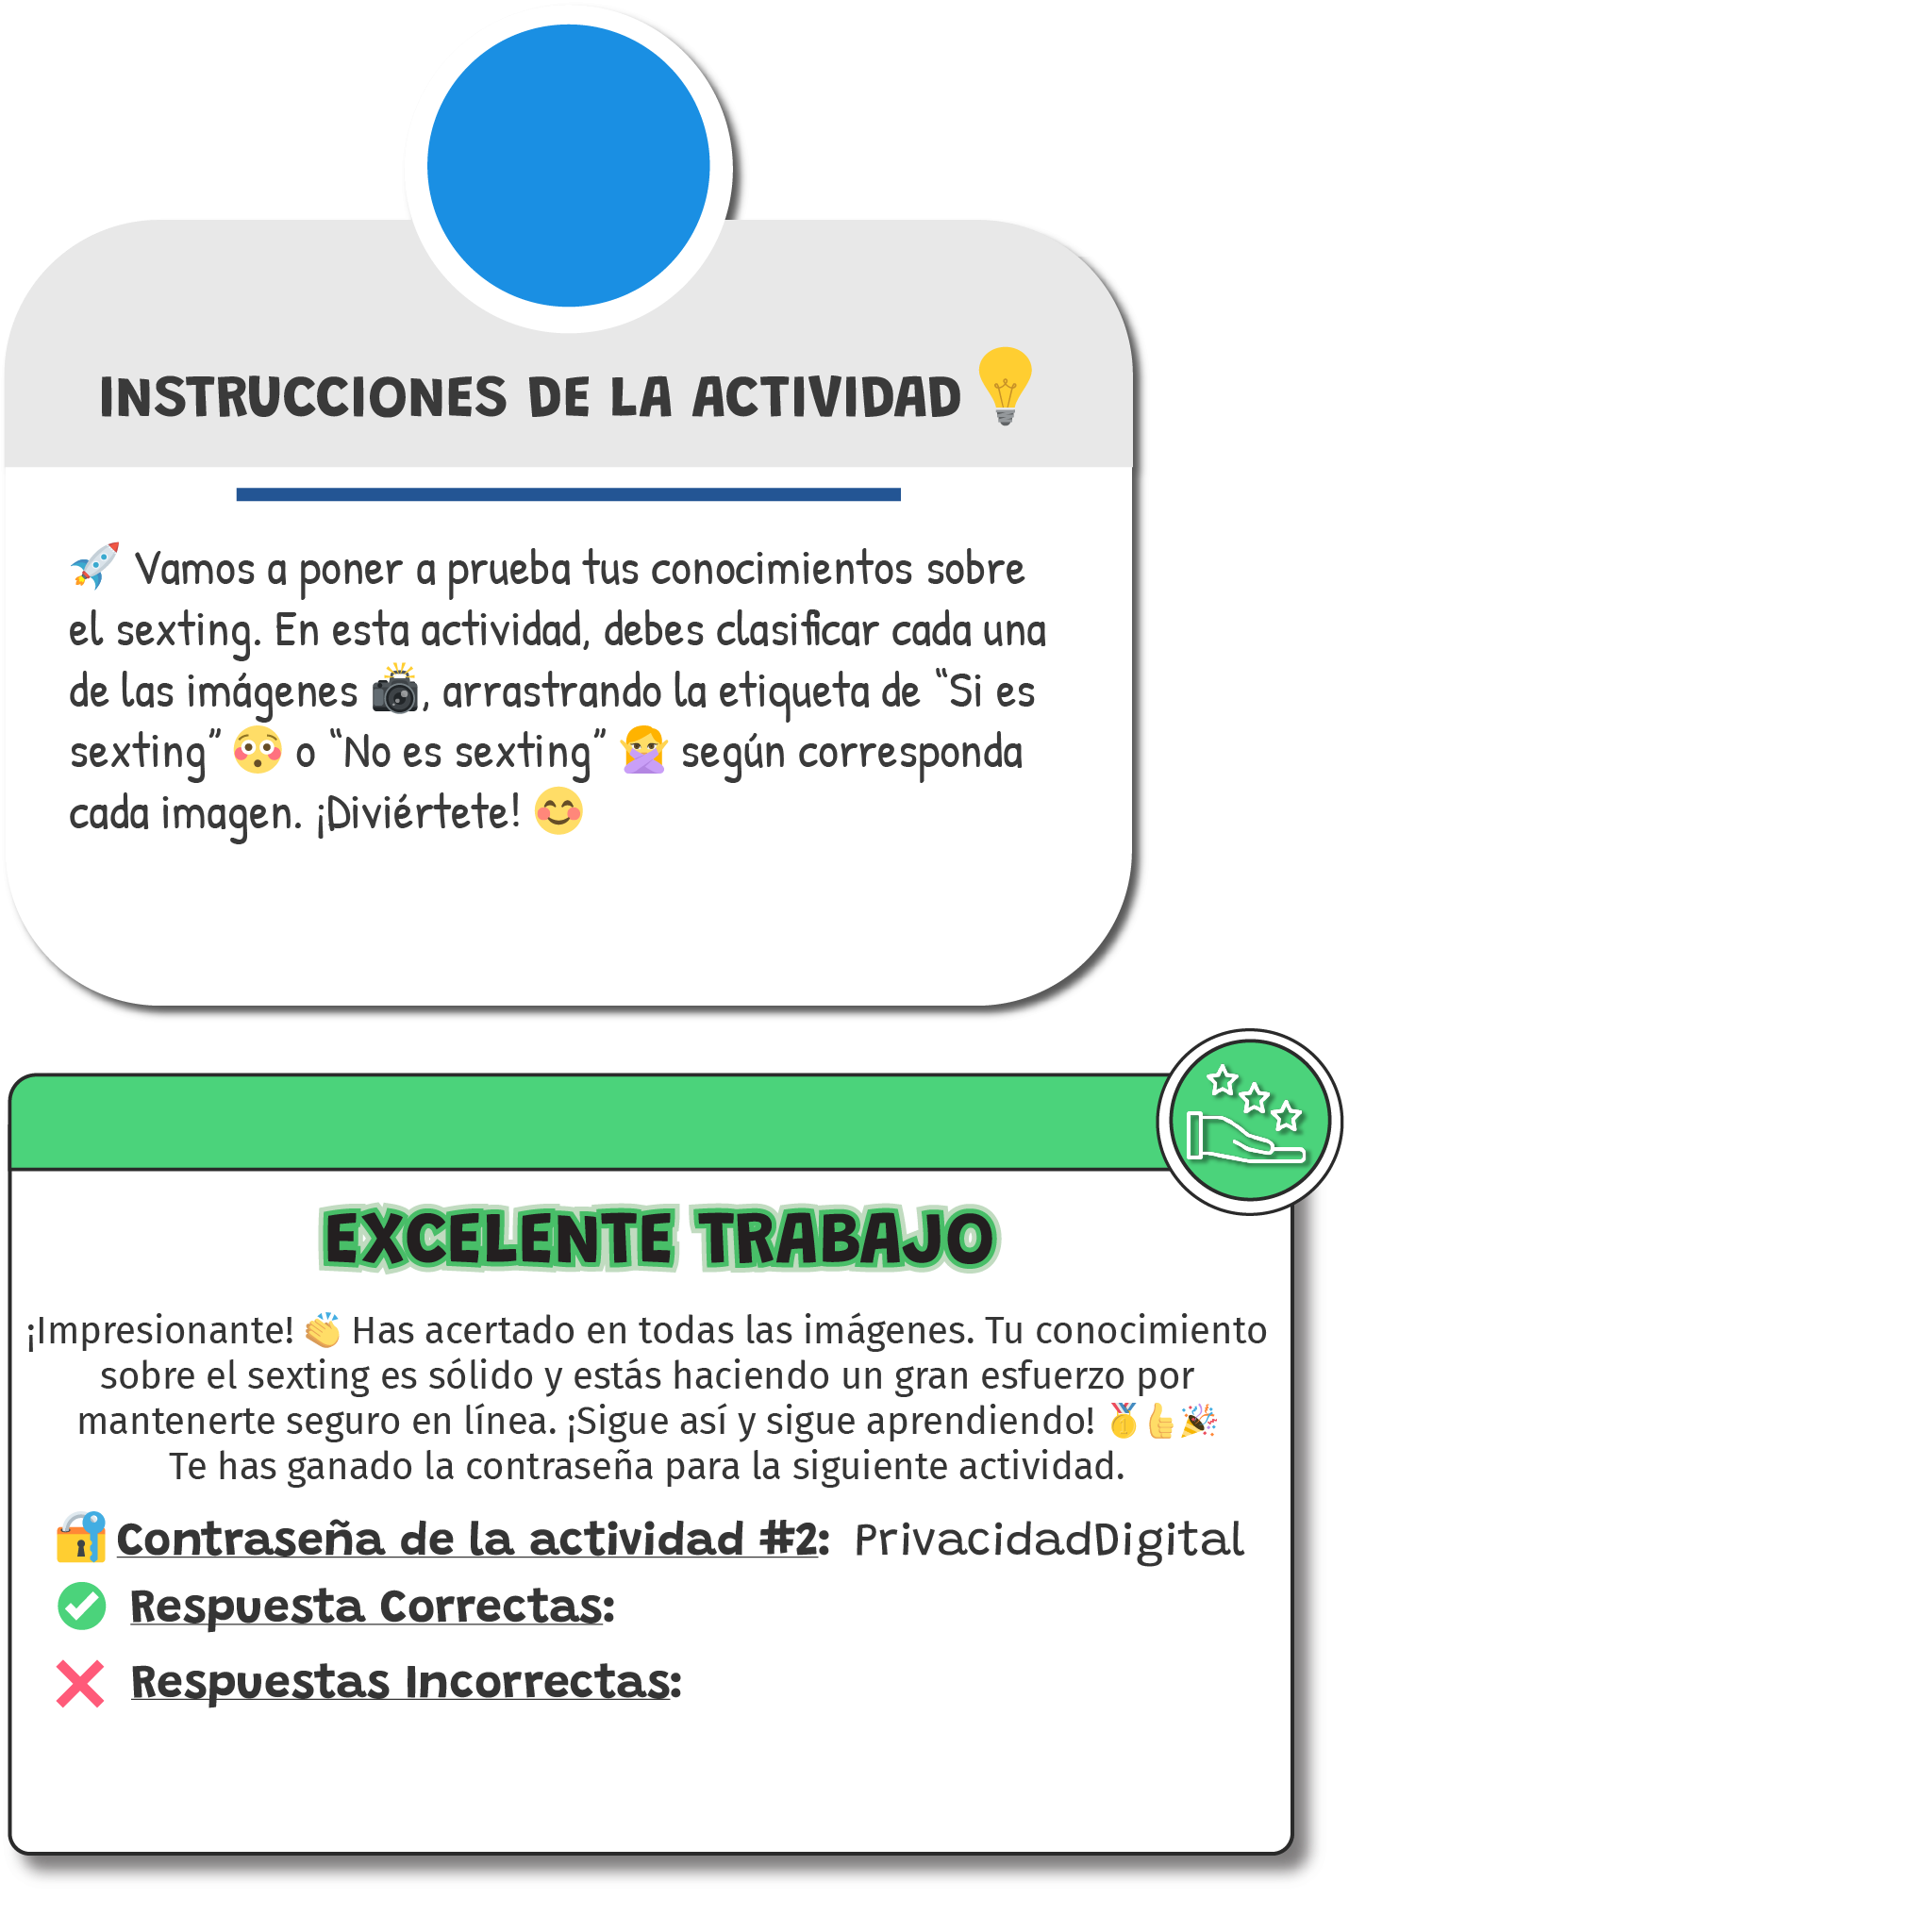 INSTRUCCIONES DE LA ACTIVIDAD
Vamos a poner a prueba tus conocimientos sobre
el sexting. En esta actividad, debes clasificar cada una
de las imágenes 📸, arrastrando la etiqueta de “Si es
sexting” 😳 o “No es sexting” 🙅‍♀️ según corresponda
cada imagen. ¡Diviértete! 😊
EXCELENTE TRABAJO
¡Impresionante! 👏 Has acertado en todas las imágenes. Tu conocimiento
sobre el sexting es sólido y estás haciendo un gran esfuerzo por
mantenerte seguro en línea. ¡Sigue así y sigue aprendiendo! 🥇👍🎉
Te has ganado la contraseña para la siguiente actividad.
Contraseña de la actividad #2: PrivacidadDigital
Respuesta Correctas:
Respuestas Incorrectas: